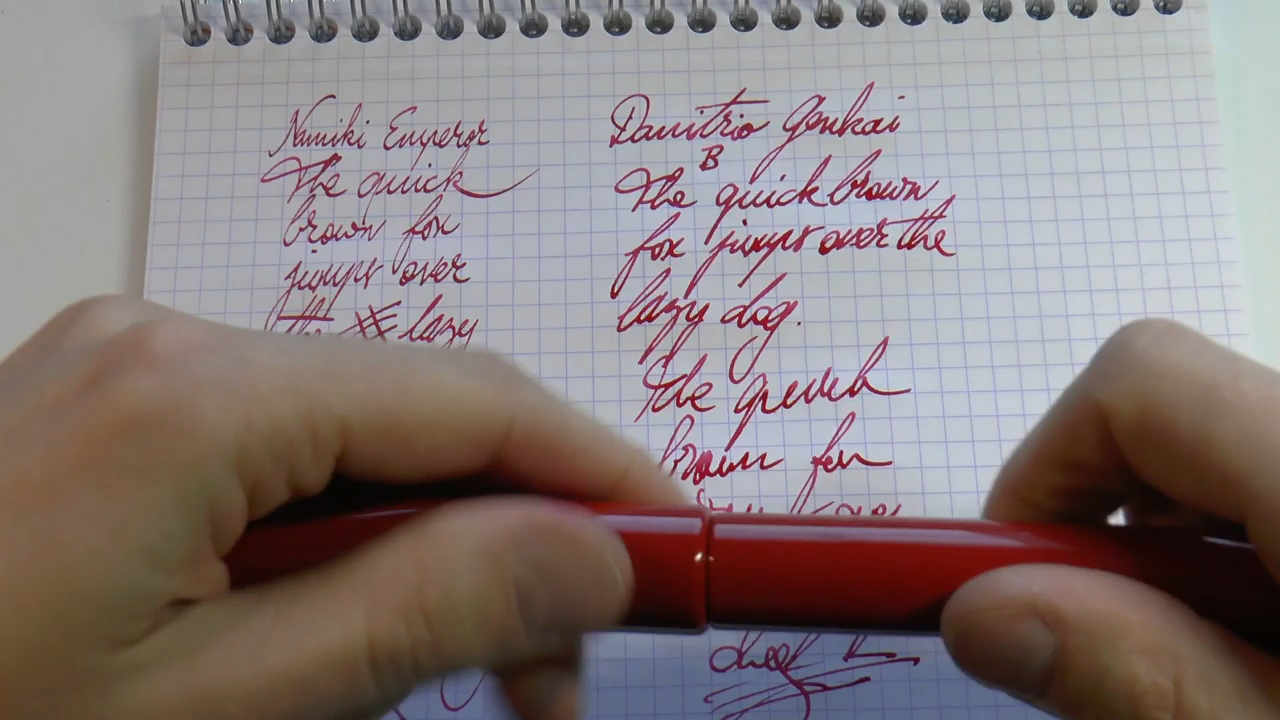 Namiki Emperor
The quick
brown fox
jumps over
the lazy
Danitrio Genkai
B
The quick brown
fox jumps over the
lazy dog.
The quick
brown fox